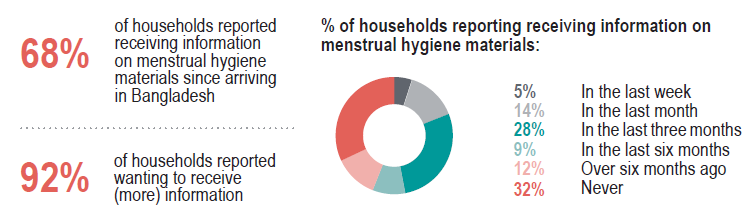 68%
of households reported
receiving information
on menstrual hygiene
materials since arriving
in Bangladesh
92%
of households reported
wanting to receive
(more) information
% of households reporting receiving information on
menstrual hygiene materials:
5% In the last week
14% In the last month
28% In the last three months
9% In the last six months
12% Over six months ago
32% Never